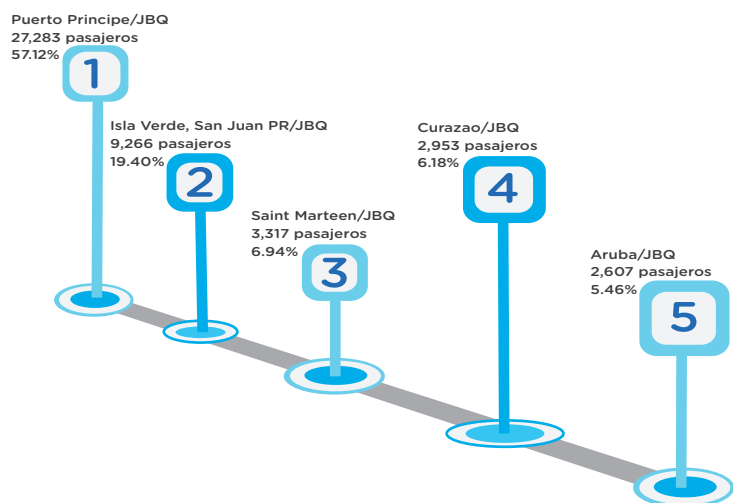 Puerto Principe/JBQ
27,283 pasajeros
57.12%
1
Isla Verde, San Juan PR/JBQ
9,266 pasajeros
19.40%
2
Saint Marteen/JBQ
3,317 pasajeros
6.94%
3
Curazao/JBQ
2,953 pasajeros
6.18%
4
Aruba/JBQ
2,607 pasajeros
5.46%
5